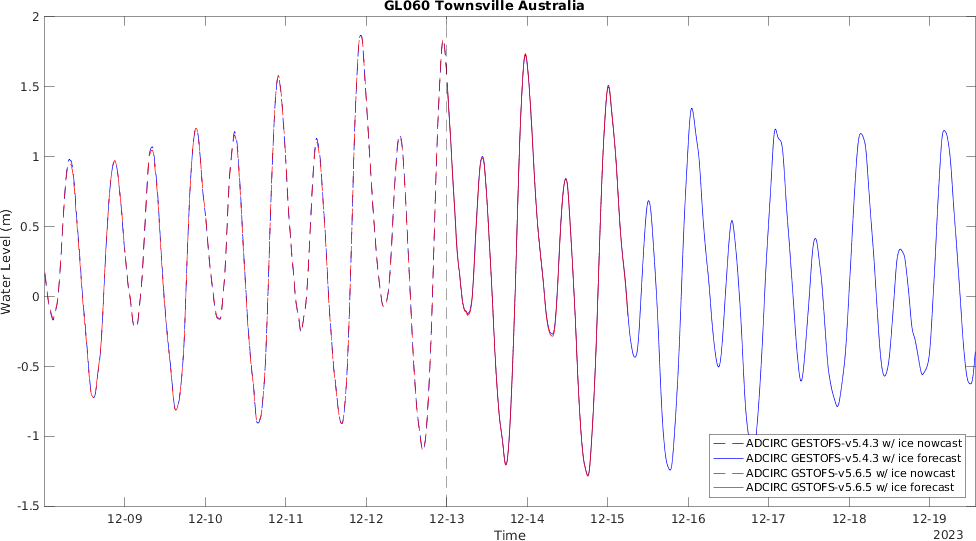 GL060 Townsville Australia
2
1.5
1
0.5
0
-0.5
-1
-1.5
Water Level (m)
ADCIRC GESTOFS-v5.4.3 w/ ice nowcast
ADCIRC GESTOFS-v5.4.3 w/ ice forecast
ADCIRC GSTOFS-v5.6.5 w/ ice nowcast
ADCIRC GSTOFS-v5.6.5 w/ ice forecast
12-09 12-10 12-11 12-12 12-13 12-14 12-15 12-16 12-17 12-18 12-19
Time
2023